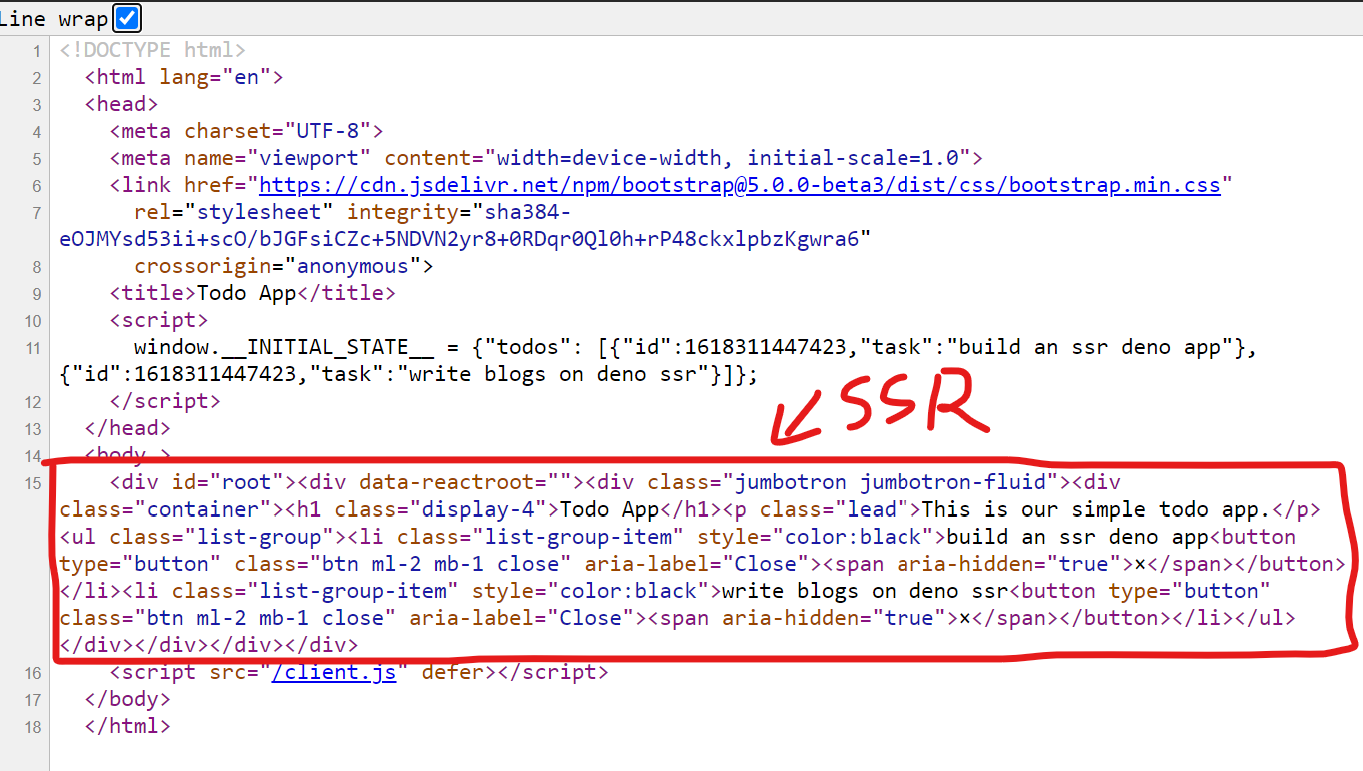 Line wrap
1 <!DOCTYPE html>
2 <html lang="en">
3 <head>
4 <meta charset="UTF-8">
5 <meta name="viewport" content="width=device-width, initial-scale=1.0">
6 <link href="https://cdn.jsdelivr.net/npm/bootstrap@5.0.0-beta3/dist/css/bootstrap.min.css"
7 rel="stylesheet" integrity="sha384-
eOJMYsd53ii+scO/bJGFsiCZc+5NDVN2yr8+0RDqr0Ql0h+rP48ckxlpbzKgwra6"
8 crossorigin="anonymous">
9 <title>Todo App</title>
10 <script>
11 window.__INITIAL_STATE__ = {"todos": [{"id":1618311447423,"task":"build an ssr deno app"},
{"id":1618311447423,"task":"write blogs on deno ssr"}]};
12 </script>
SSR
13 </head>
14 <body >
15 <div id="root"><div data-reactroot=""><div class="jumbotron jumbotron-fluid"><div
class="container"><h1 class="display-4">Todo App</h1><p class="lead">This is our simple todo app.</p>
<ul class="list-group"><li class="list-group-item" style="color:black">build an ssr deno app<button
type="button" class="btn ml-2 mb-1 close" aria-label="Close"><span aria-hidden="true">×</span></button>
</li><li class="list-group-item" style="color:black">write blogs on deno ssr<button type="button"
class="btn ml-2 mb-1 close" aria-label="Close"><span aria-hidden="true">×</span></button></li></ul>
</div></div></div></div>
16 <script src="/client.js" defer></script>
17 </body>
18 </html>